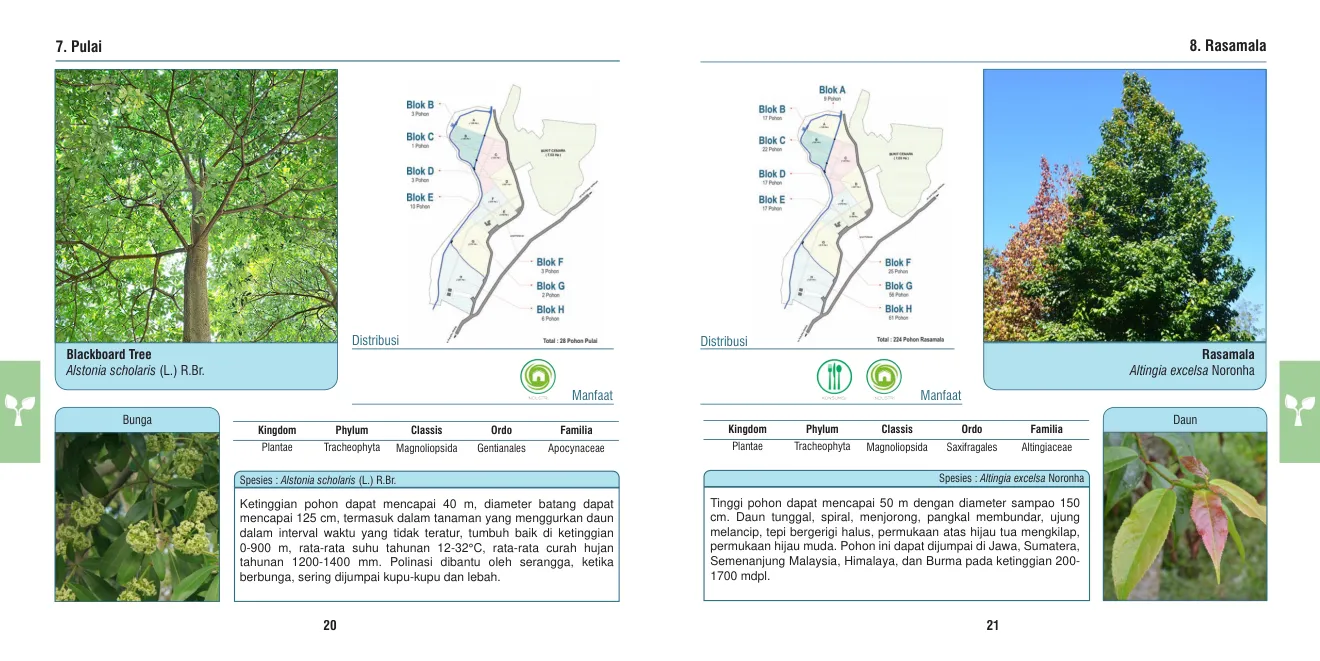 7. Pulai
Blok B
3 Pohon
Blok C
1 Pohon
Blok D
3 Pohon
Blok E
10 Pohon
Blok F
3 Pohon
Blok G
2 Pohon
Blok H
6 Pohon
Distribusi
Total : 28 Pohon Pulai
Blackboard Tree
Alstonia scholaris (L.) R.Br.
Manfaat
Bunga
Kingdom Phylum Classis Ordo Familia
Plantae Tracheophyta Magnoliopsida Gentianales Apocynaceae
Spesies : Alstonia scholaris (L.) R.Br.
Ketinggian pohon dapat mencapai 40 m, diameter batang dapat
mencapai 125 cm, termasuk dalam tanaman yang menggurkan daun
dalam interval waktu yang tidak teratur, tumbuh baik di ketinggian
0-900 m, rata-rata suhu tahunan 12-32°C, rata-rata curah hujan
tahunan 1200-1400 mm. Polinasi dibantu oleh serangga, ketika
berbunga, sering dijumpai kupu-kupu dan lebah.
20
8. Rasamala
Blok A
Blok B
17 Pohon
Blok C
22 Pohon
Blok D
17 Pohon
Blok E
17 Pohon
Blok F
25 Pohon
Blok G
Blok H
Distribusi
Total : 224 Pohon Rasamala
Rasamala
Altingia excelsa Noronha
Manfaat
Kingdom Phylum Classis Ordo Familia
Plantae Tracheophyta Magnoliopsida Saxifragales Altingiaceae
Daun
Spesies : Altingia excelsa Noronha
Tinggi pohon dapat mencapai 50 m dengan diameter sampao 150
cm. Daun tunggal, spiral, menjorong, pangkal membundar, ujung
melancip, tepi bergerigi halus, permukaan atas hijau tua mengkilap,
permukaan hijau muda. Pohon ini dapat dijumpai di Jawa, Sumatera,
Semenanjung Malaysia, Himalaya, dan Burma pada ketinggian 200-
1700 mdpl.
21